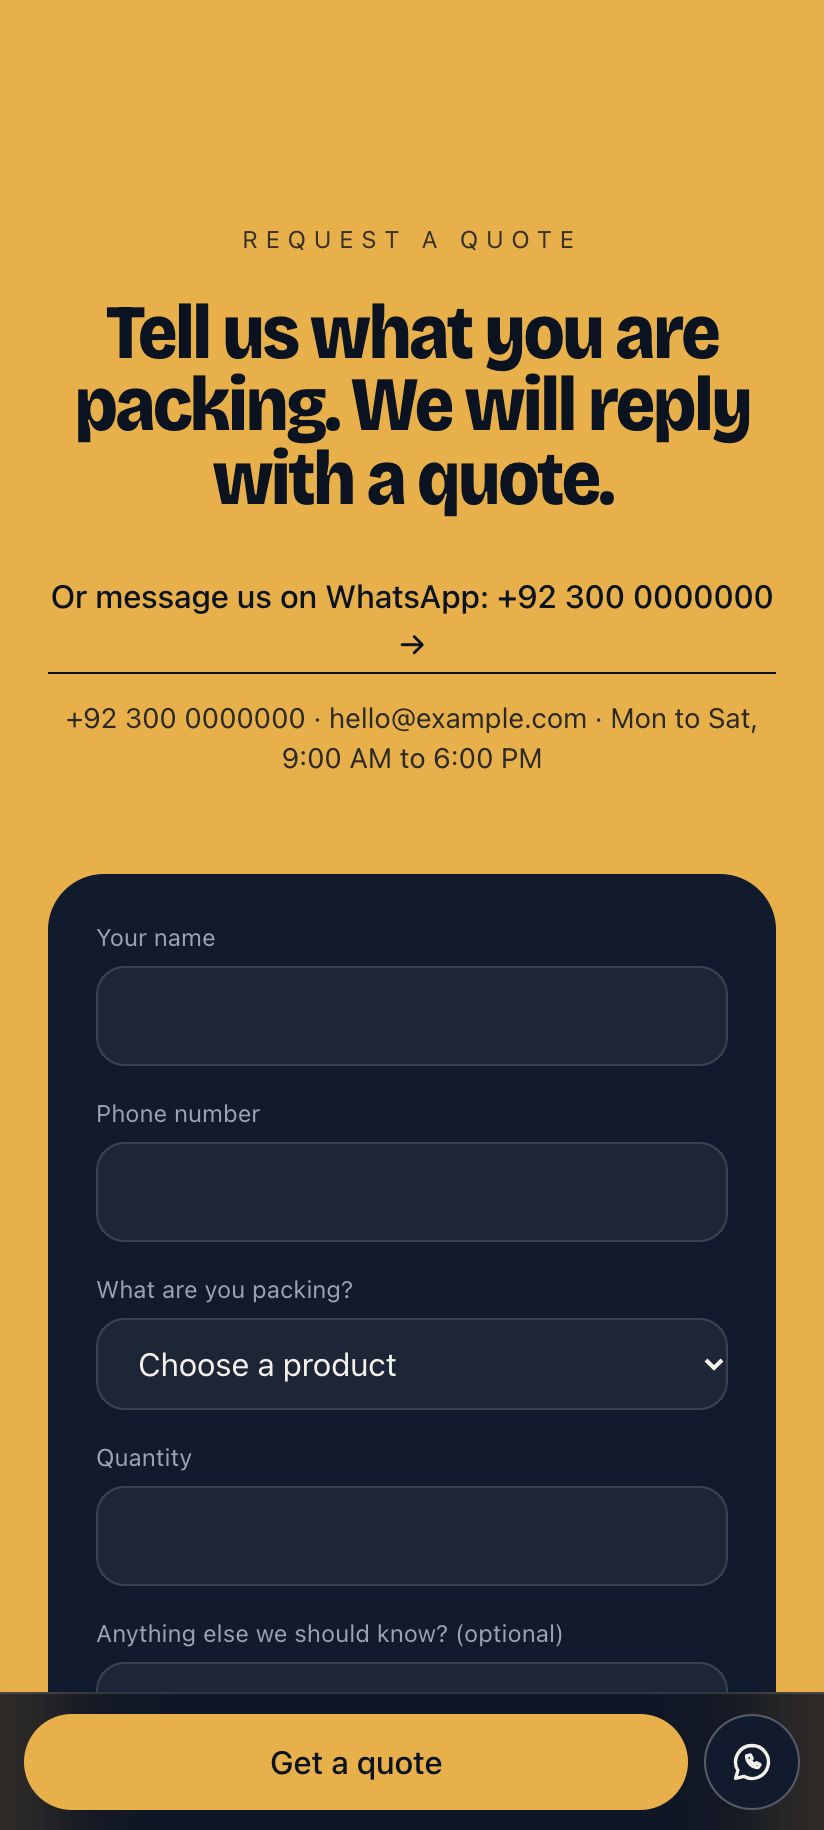 REQUEST A QUOTE
Tell us what you are
packing. We will reply
with a quote.
Or message us on WhatsApp: +92 300 0000000
→
+92 300 0000000 · hello@example.com · Mon to Sat,
9:00 AM to 6:00 PM
Your name
Phone number
What are you packing?
Choose a product
Quantity
Anything else we should know? (optional)
Get a quote